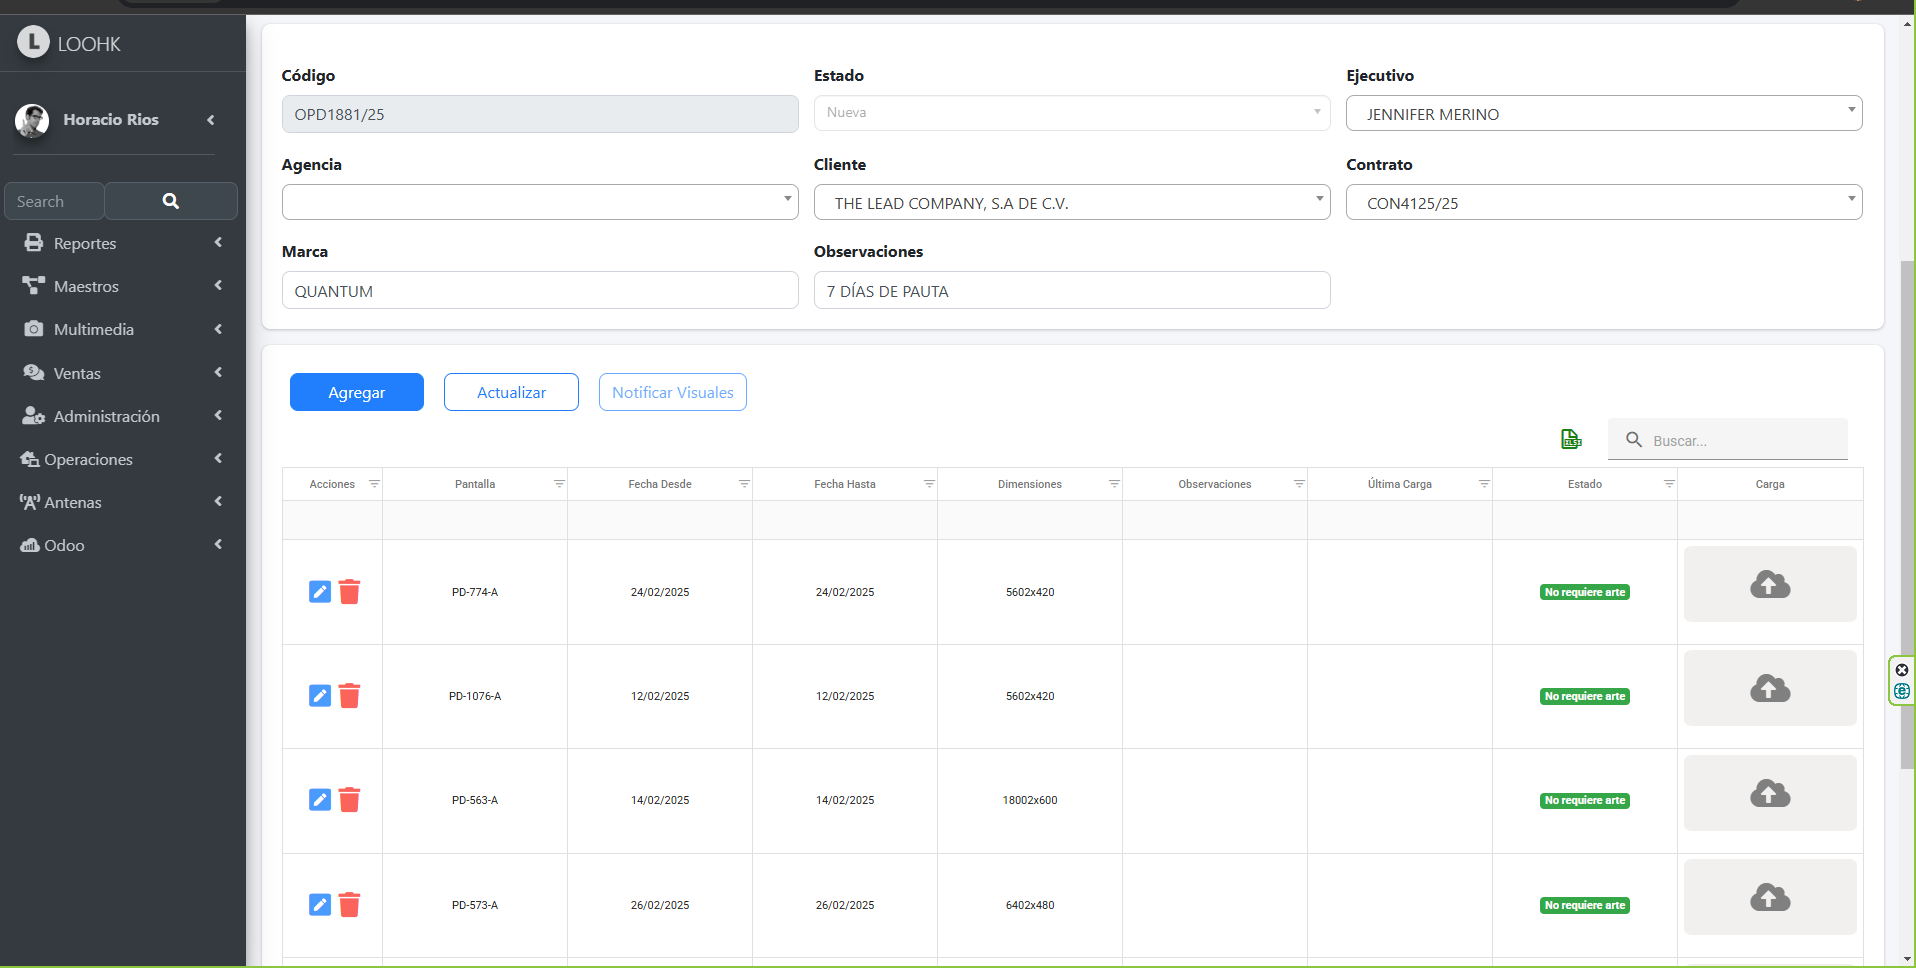 L LOOHK
Horacio Rios
Search
Reportes
Maestros
Multimedia
Ventas
Administración
Operaciones
Antenas
Odoo
Código Estado Ejecutivo
OPD1881/25 Nueva JENNIFER MERINO
Agencia Cliente Contrato
THE LEAD COMPANY, S.A DE C.V. CON4125/25
Marca Observaciones
QUANTUM 7 DÍAS DE PAUTA
Agregar Actualizar Notificar Visuales
XLSX Buscar...
Acciones Pantalla Fecha Desde Fecha Hasta Dimensiones Observaciones Última Carga Estado Carga
PD-774-A 24/02/2025 24/02/2025 5602x420 No requiere arte
PD-1076-A 12/02/2025 12/02/2025 5602x420 No requiere arte
PD-563-A 14/02/2025 14/02/2025 18002x600 No requiere arte
PD-573-A 26/02/2025 26/02/2025 6402x480 No requiere arte